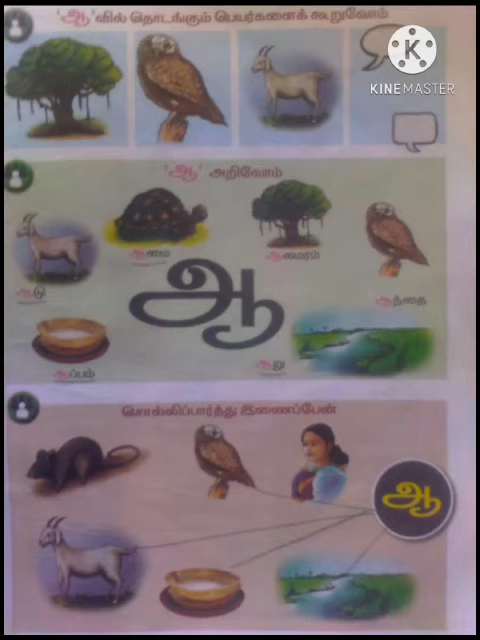 'ஆ'வில் தொடங்கும் பெயர்களைக் கூறுவோம்
KINEMASTER
'ஆ' அறிவோம்
ஆமை
ஆலமரம்
ஆடு
ஆந்தை
ஆ
ஆப்பம்
ஆறு
சொல்லிப்பார்த்து இணைப்பேன்
ஆ